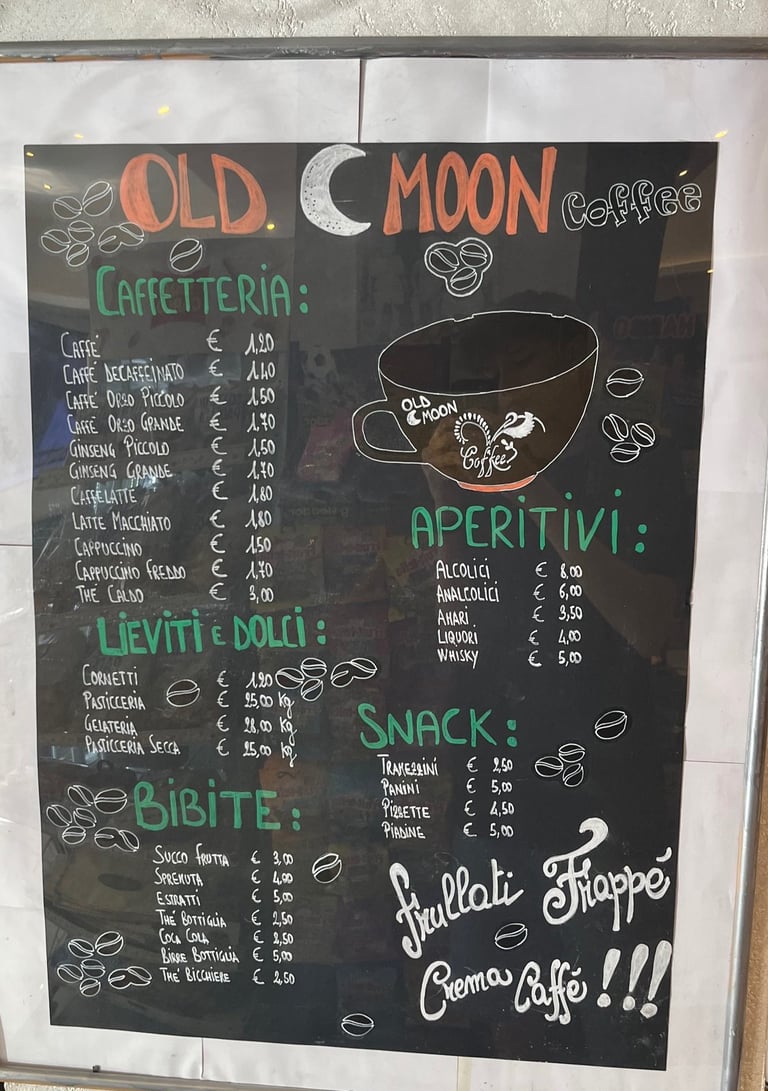 OLD MOON Coffee
CAFFETTERIA:
CAFFÈ € 1,20
CAFFÈ DECAFFEINATO € 1,40
CAFFÈ ORZO PICCOLO € 1,50
CAFFÈ ORZO GRANDE € 1,70
GINSENG PICCOLO € 1,50
GINSENG GRANDE € 1,70
CAFFÈLATTE € 1,80
LATTE MACCHIATO € 1,80
CAPPUCCINO € 1,50
CAPPUCCINO FREDDO € 1,70
THE CALDO € 3,00
LIEVITI E DOLCI:
CORNETTI € 1,20
PASTICCERIA € 25,00 Kg
GELATERIA € 28,00 Kg
PASTICCERIA SECCA € 25,00 Kg
BIBITE:
SUCCO FRUTTA € 3,00
SPREMUTA € 4,00
ESTRATTI € 5,00
THE' BOTTIGLIA € 2,50
COCA COLA € 2,50
BIRRE BOTTIGLIA € 5,00
THE' BICCHIERE € 2,50
OLD
MOON
Coffee
APERITIVI:
ALCOLICI € 8,00
ANALCOLICI € 6,00
AMARI € 3,50
LIQUORI € 4,00
WHISKY € 5,00
SNACK:
TRAMEZZINI € 2,50
PANINI € 5,00
PIZZETTE € 4,50
PIADINE € 5,00
Frullati Frappé
Crema Caffé !!!